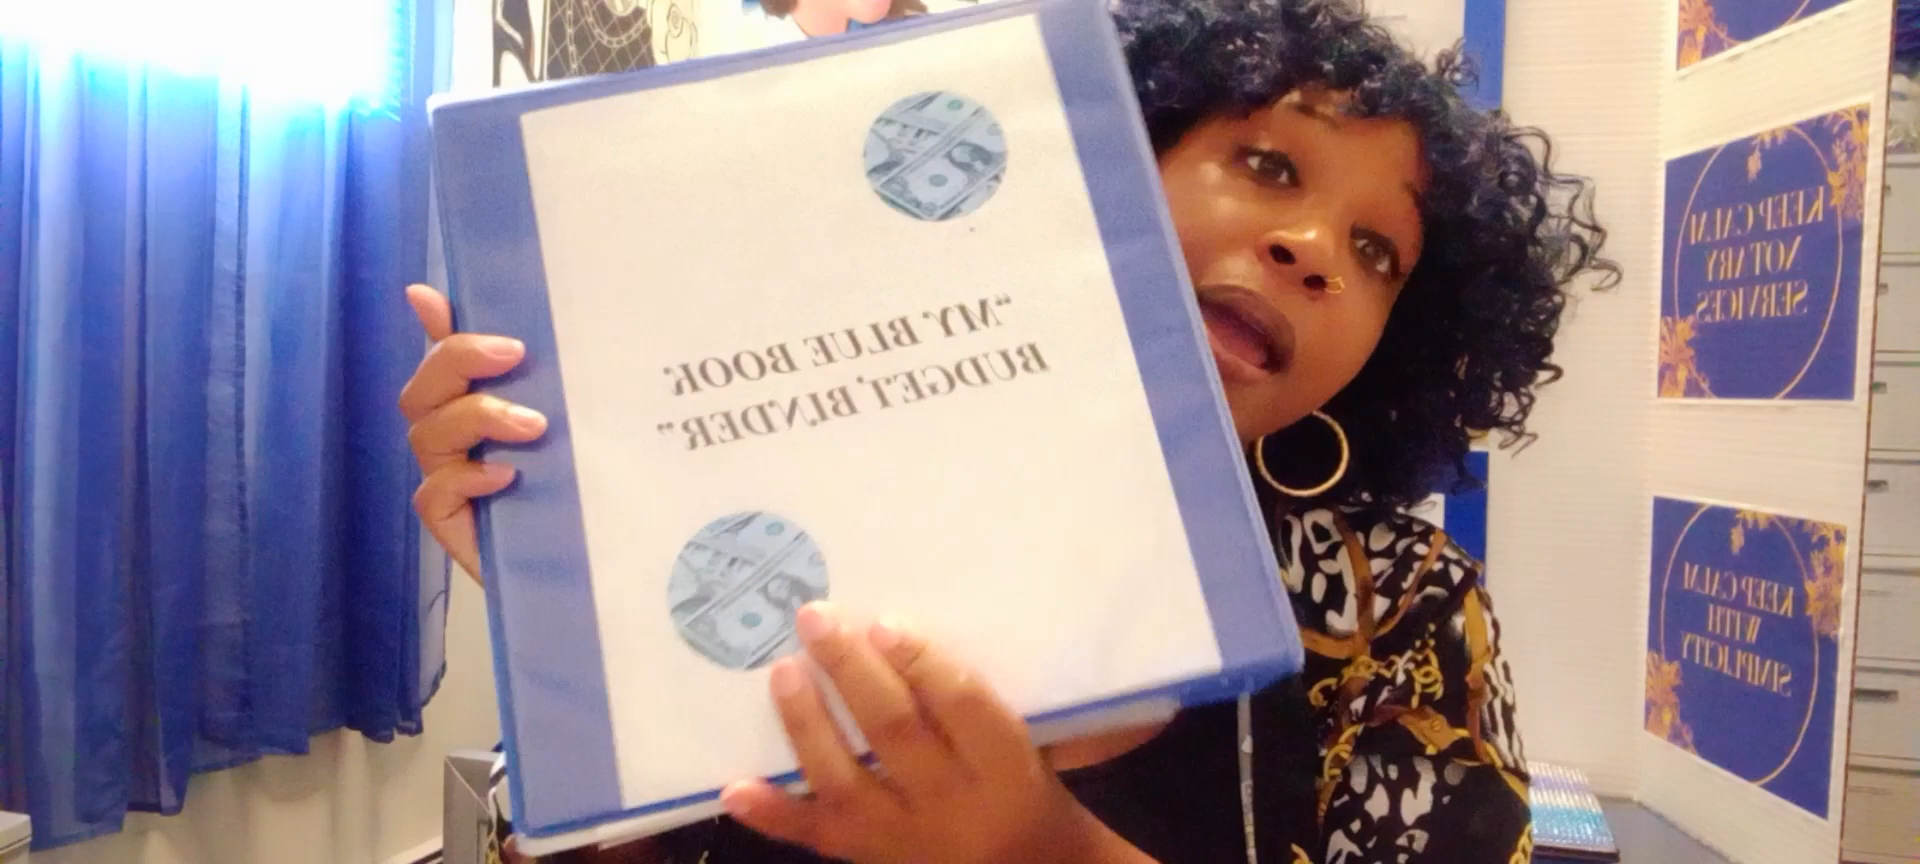 "MY BLUE BOOK
BUDGET BINDER"
KEEP CALM
NOTARY
SERVICES
KEEP CALM
WITH
SIMPLICITY